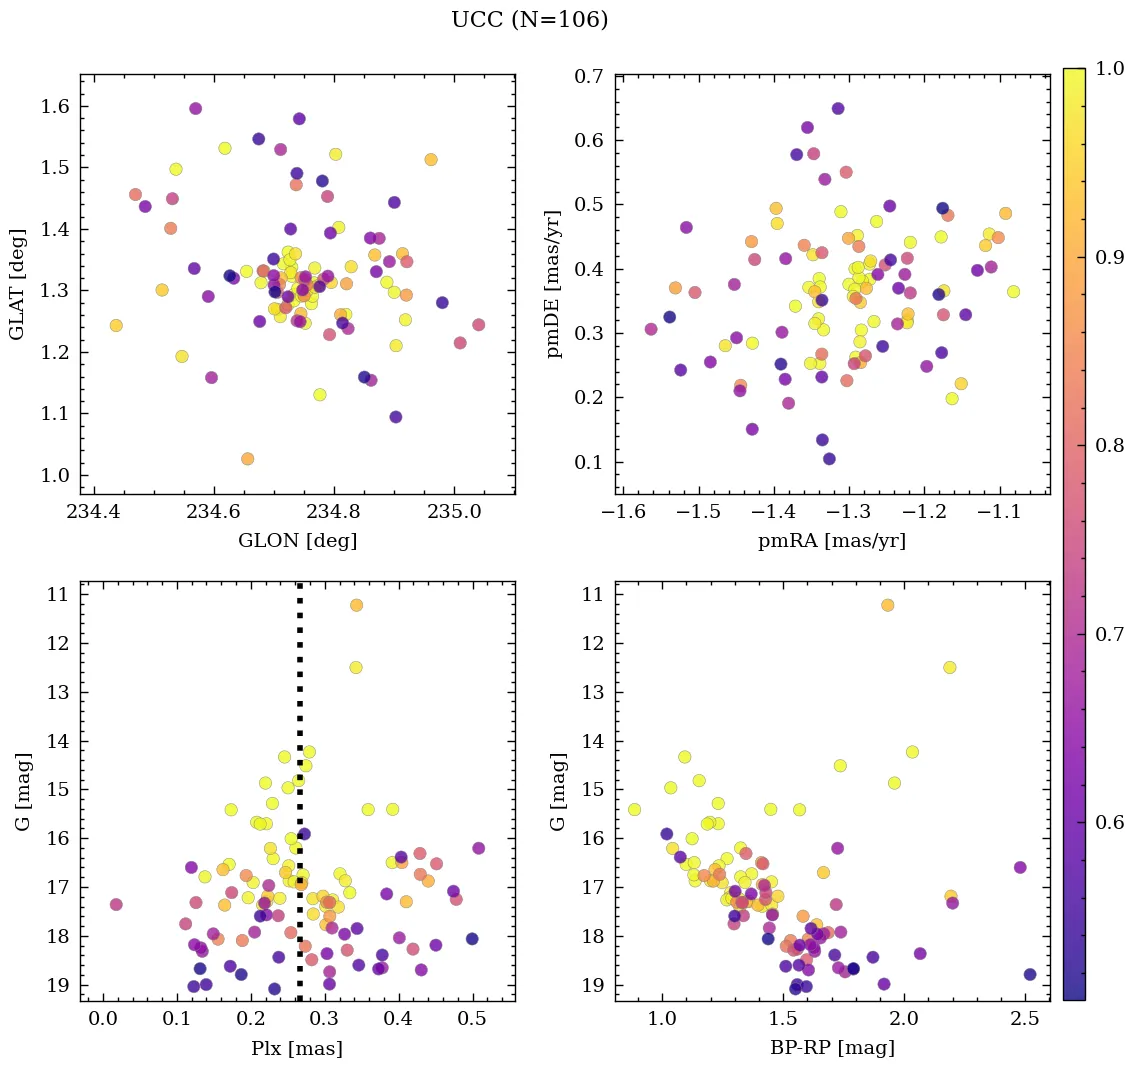 UCC (N=106)
1.6
1.5
1.4
1.3
1.2
1.1
1.0
GLAT [deg]
234.4 234.6 234.8 235.0
GLON [deg]
0.7
0.6
0.5
0.4
0.3
0.2
0.1
pmDE [mas/yr]
−1.6 −1.5 −1.4 −1.3 −1.2 −1.1
pmRA [mas/yr]
1.0
0.9
0.8
0.7
0.6
11
12
13
14
15
16
17
18
19
G [mag]
0.0 0.1 0.2 0.3 0.4 0.5
Plx [mas]
11
12
13
14
15
16
17
18
19
G [mag]
1.0 1.5 2.0 2.5
BP-RP [mag]